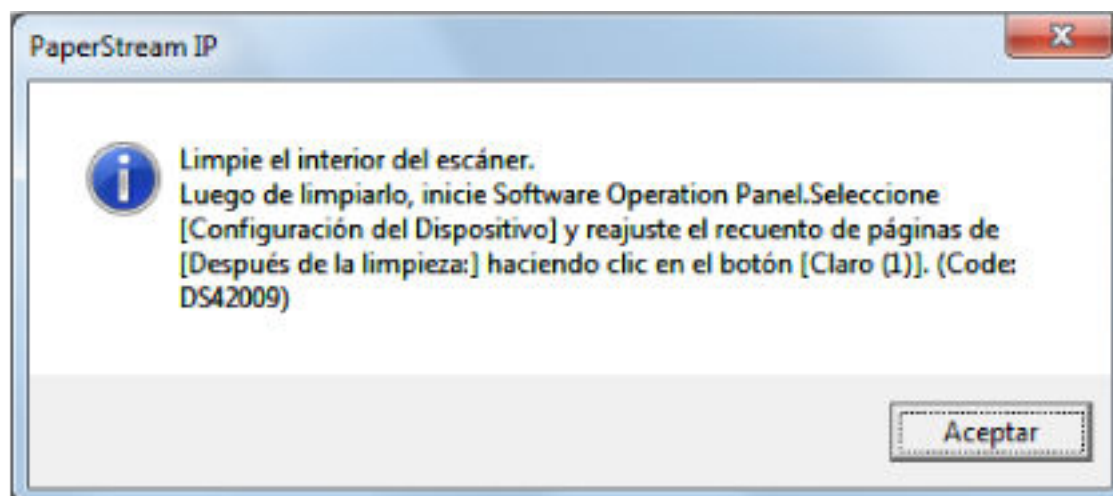 PaperStream IP
Limpie el interior del escáner.
Luego de limpiarlo, inicie Software Operation Panel.Seleccione
[Configuración del Dispositivo] y reajuste el recuento de páginas de
[Después de la limpieza:] haciendo clic en el botón [Claro (1)]. (Code:
DS42009)
Aceptar